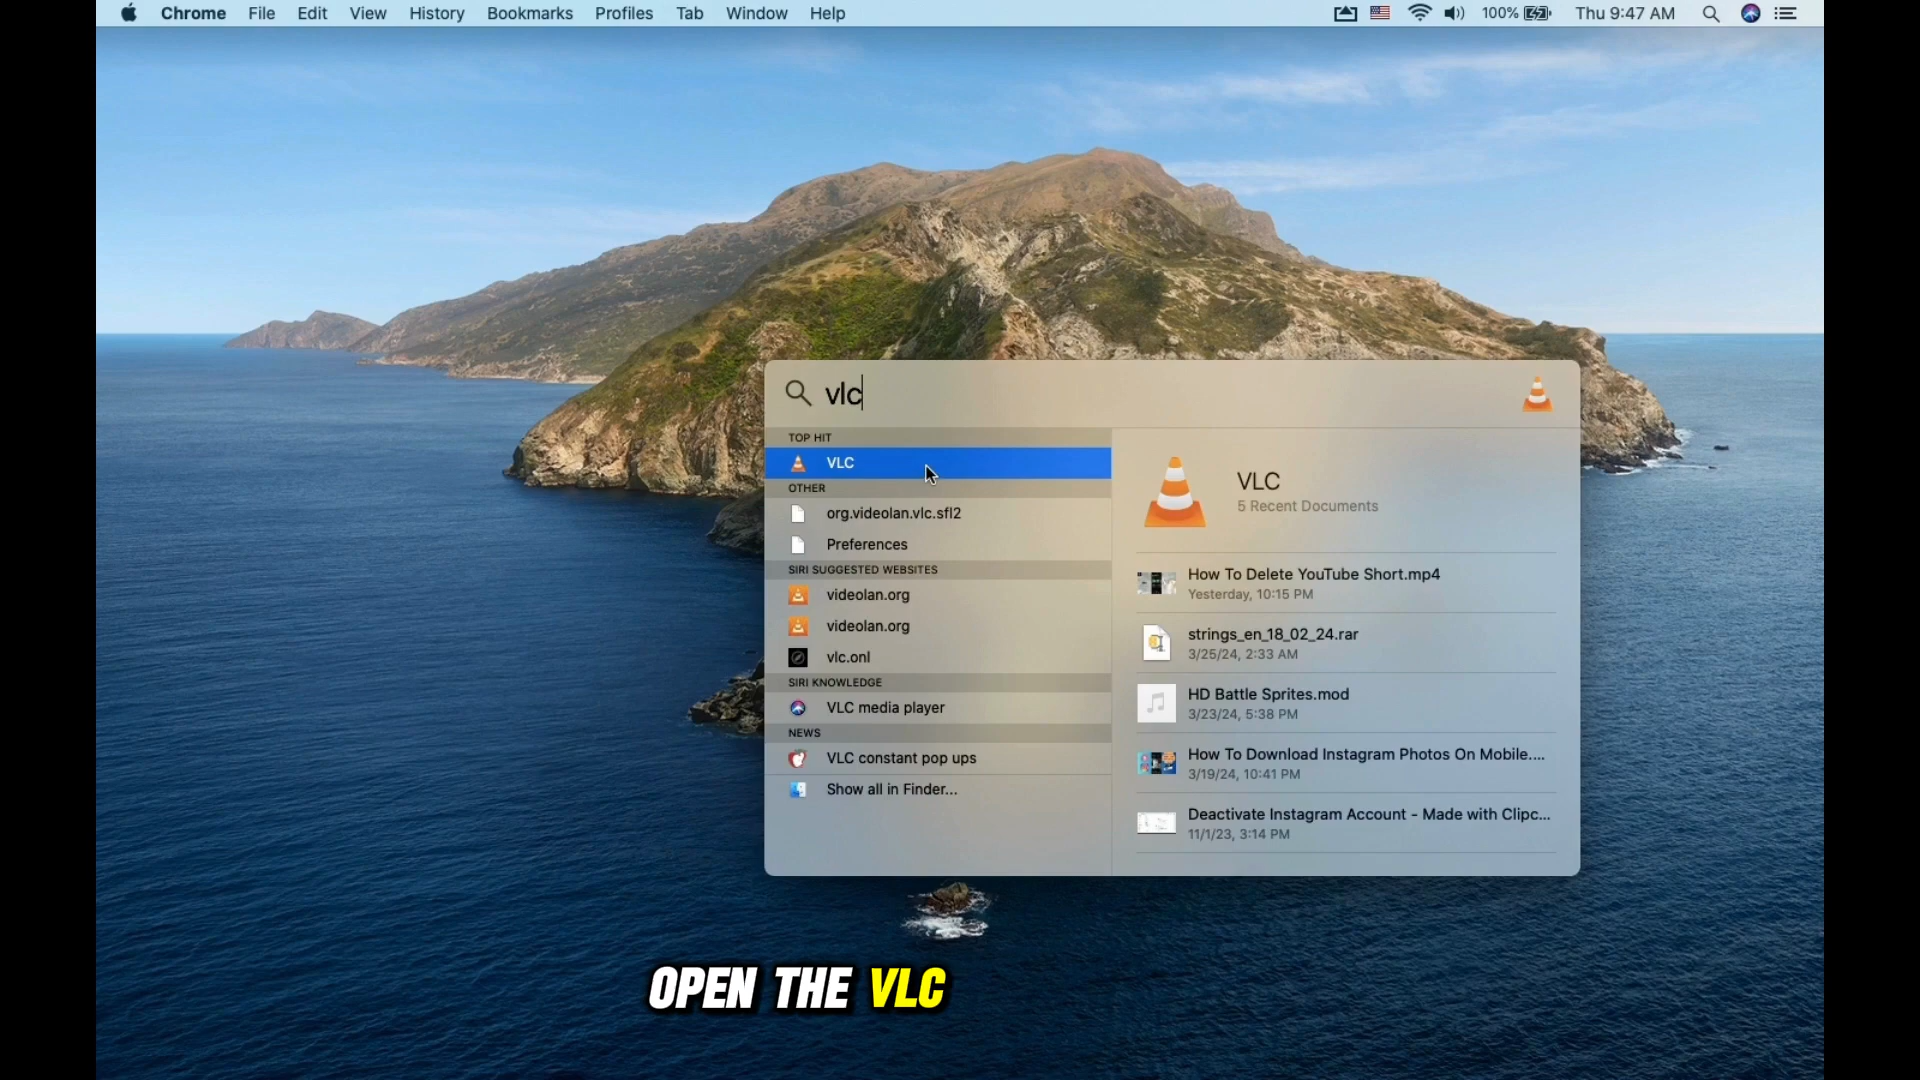 Chrome File Edit View History Bookmarks Profiles Tab Window Help 100% Thu 9:47 AM
vlc
TOP HIT
VLC
OTHER
org.videolan.vlc.sfl2
Preferences
SIRI SUGGESTED WEBSITES
videolan.org
videolan.org
vlc.onl
SIRI KNOWLEDGE
VLC media player
NEWS
VLC constant pop ups
Show all in Finder...
VLC
5 Recent Documents
How To Delete YouTube Short.mp4
Yesterday, 10:15 PM
strings_en_18_02_24.rar
3/25/24, 2:33 AM
HD Battle Sprites.mod
3/23/24, 5:38 PM
How To Download Instagram Photos On Mobile....
3/19/24, 10:41 PM
Deactivate Instagram Account - Made with Clipc...
11/1/23, 3:14 PM
OPEN THE VLC